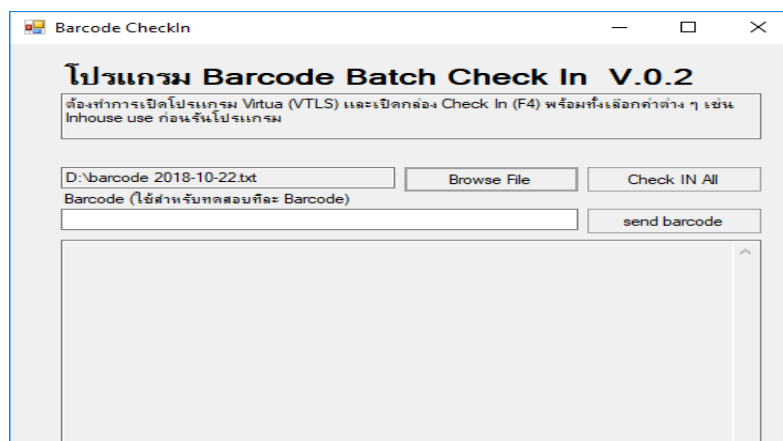 Barcode CheckIn
โปรแกรม Barcode Batch Check In V.0.2
ต้องทำการเปิดโปรแกรม Virtua (VTLS) และเปิดกล่อง Check In (F4) พร้อมทั้งเลือกค่าต่าง ๆ เช่น
Inhouse use ก่อนรันโปรแกรม
D:\barcode 2018-10-22.txt Browse File Check IN All
Barcode (ใช้สำหรับทดสอบทีละ Barcode)
send barcode